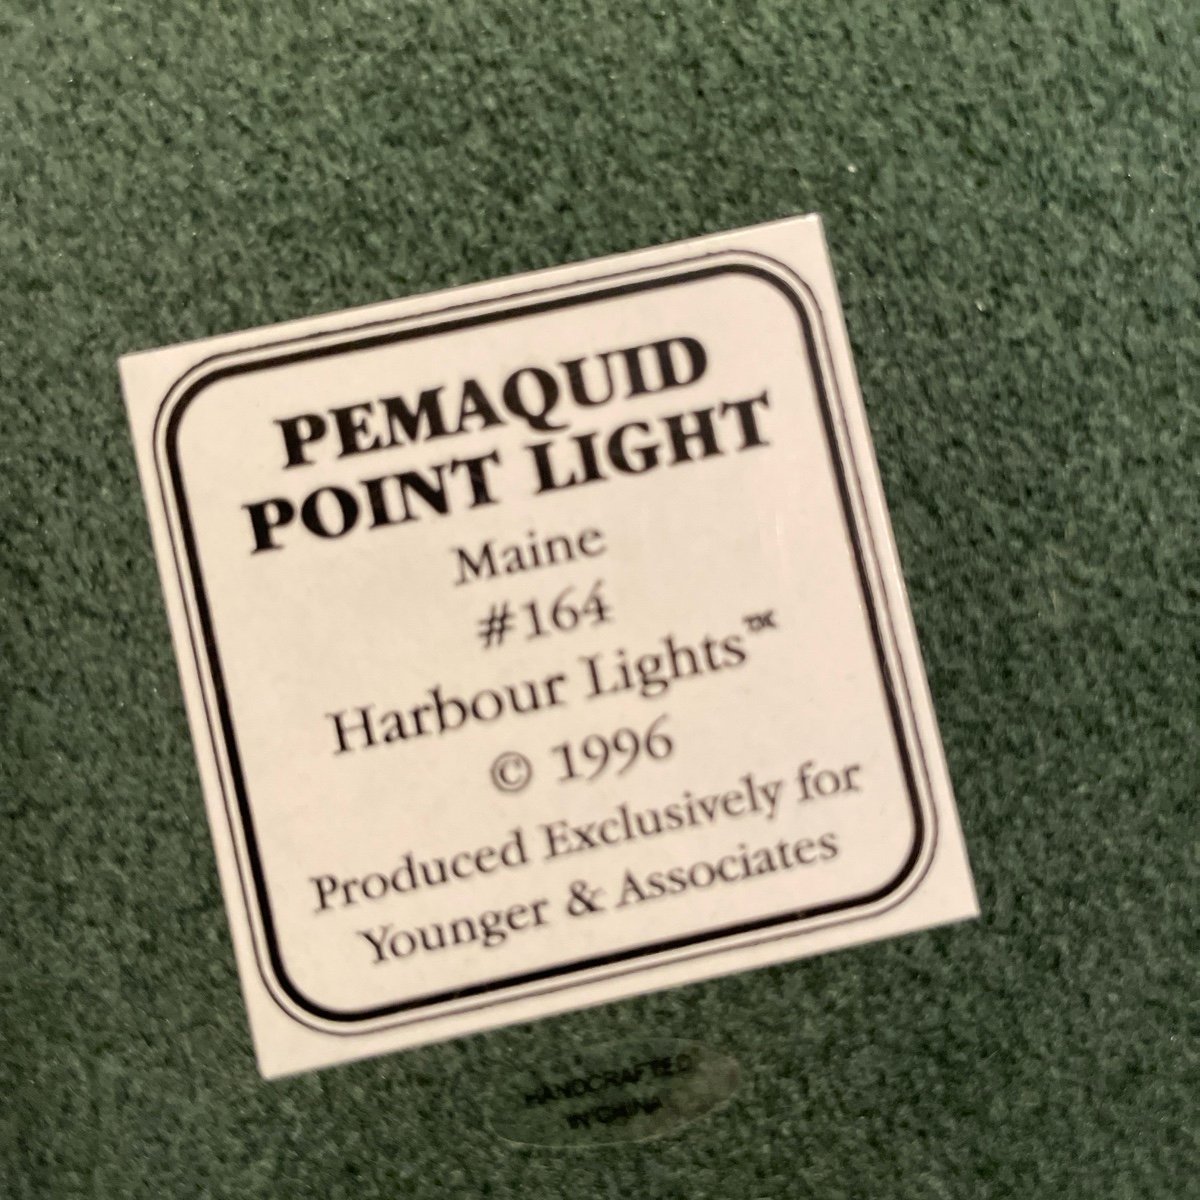 PEMAQUID
POINT LIGHT
Maine
#164
Harbour Lights™
© 1996
Produced Exclusively for
Younger & Associates
HANDCRAFTED
IN CHINA